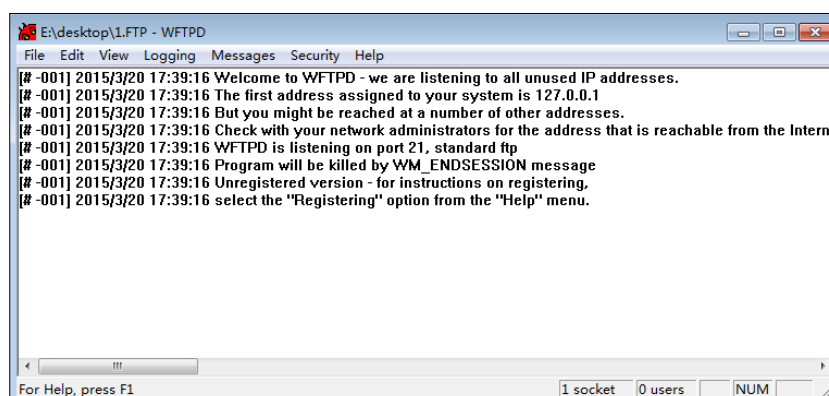 E:\desktop\1.FTP - WFTPD
File Edit View Logging Messages Security Help
[# -001] 2015/3/20 17:39:16 Welcome to WFTPD - we are listening to all unused IP addresses.
[# -001] 2015/3/20 17:39:16 The first address assigned to your system is 127.0.0.1
[# -001] 2015/3/20 17:39:16 But you might be reached at a number of other addresses.
[# -001] 2015/3/20 17:39:16 Check with your network administrators for the address that is reachable from the Intern
[# -001] 2015/3/20 17:39:16 WFTPD is listening on port 21, standard ftp
[# -001] 2015/3/20 17:39:16 Program will be killed by WM_ENDSESSION message
[# -001] 2015/3/20 17:39:16 Unregistered version - for instructions on registering,
[# -001] 2015/3/20 17:39:16 select the "Registering" option from the "Help" menu.
For Help, press F1 1 socket 0 users NUM